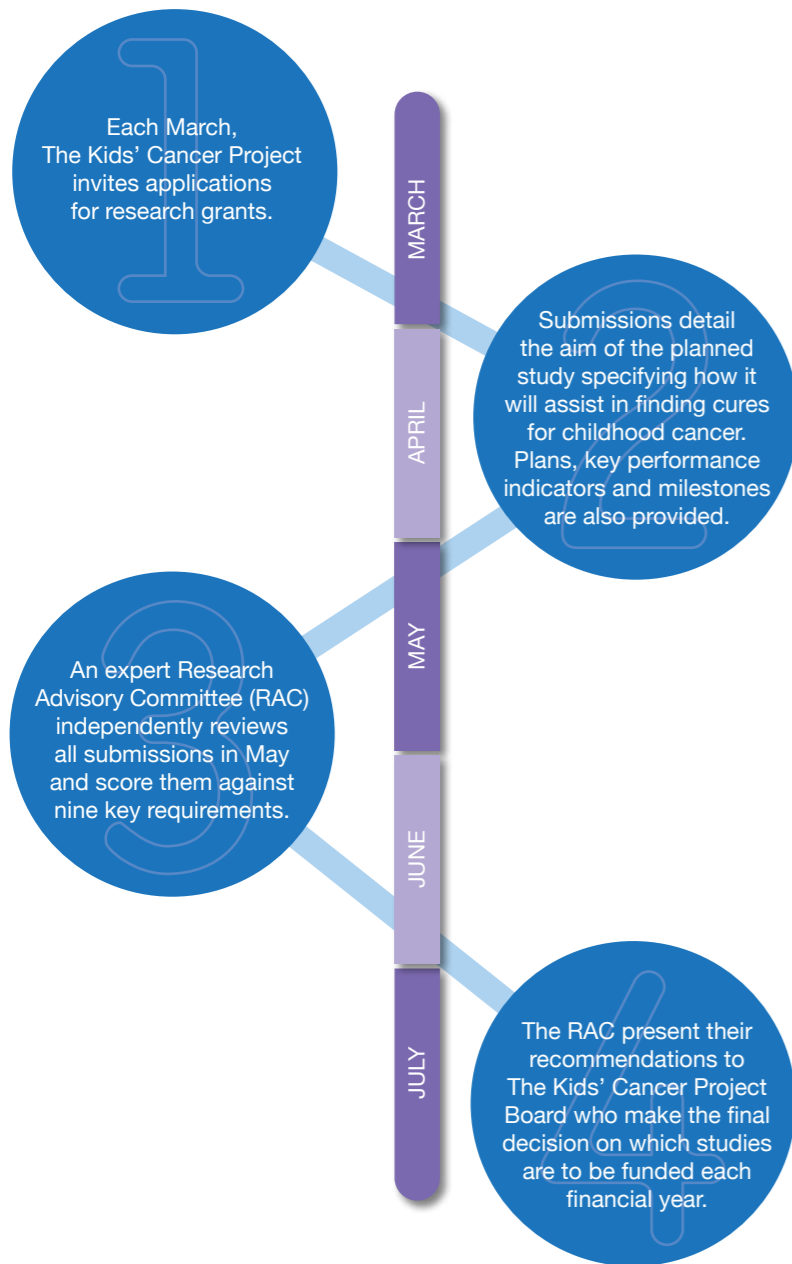 1
Each March,
The Kids' Cancer Project
invites applications
for research grants.
MARCH
2
Submissions detail
the aim of the planned
study specifying how it
will assist in finding cures
for childhood cancer.
Plans, key performance
indicators and milestones
are also provided.
APRIL
MAY
3
An expert Research
Advisory Committee (RAC)
independently reviews
all submissions in May
and score them against
nine key requirements.
JUNE
4
The RAC present their
recommendations to
The Kids' Cancer Project
Board who make the final
decision on which studies
are to be funded each
financial year.
JULY